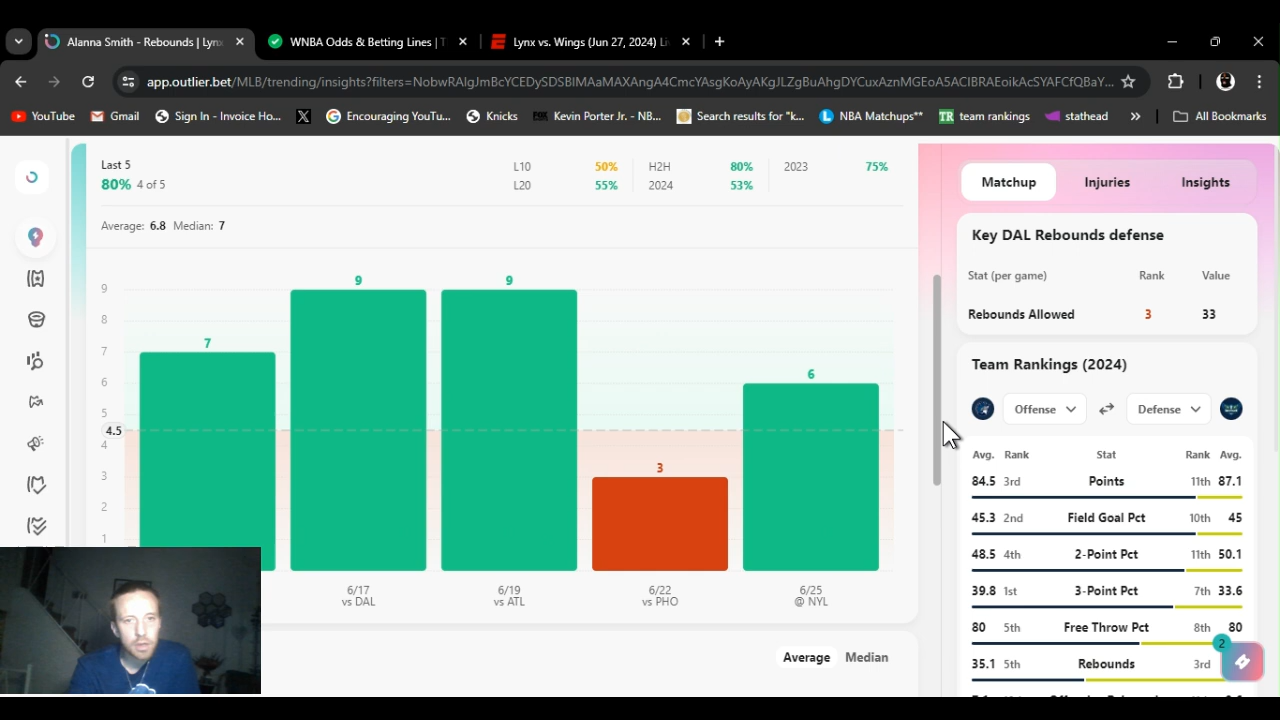 Alanna Smith - Rebounds | Lynx
WNBA Odds & Betting Lines | T
Lynx vs. Wings (Jun 27, 2024) Li
app.outlier.bet/MLB/trending/insights?filters=
YouTube
Gmail
Sign In - Invoice Ho...
Encouraging YouTu...
Knicks
Kevin Porter Jr. - NB...
Search results for "k...
NBA Matchups**
TR
team rankings
stathead
All Bookmarks
Last 5
80% 4 of 5
L10 50%
L20 55%
H2H 80%
2024 53%
2023 75%
Average: 6.8 Median: 7
9
8
7
6
5
4.5
4
3
2
1
7
9
9
3
6
6/17
vs DAL
6/19
vs ATL
6/22
vs PHO
6/25
@ NYL
Average
Median
Matchup
Injuries
Insights
Key DAL Rebounds defense
Stat (per game) Rank Value
Rebounds Allowed 3 33
Team Rankings (2024)
Offense
Defense
Avg. Rank Stat Rank Avg.
84.5 3rd Points 11th 87.1
45.3 2nd Field Goal Pct 10th 45
48.5 4th 2-Point Pct 11th 50.1
39.8 1st 3-Point Pct 7th 33.6
80 5th Free Throw Pct 8th 80
35.1 5th Rebounds 3rd
2